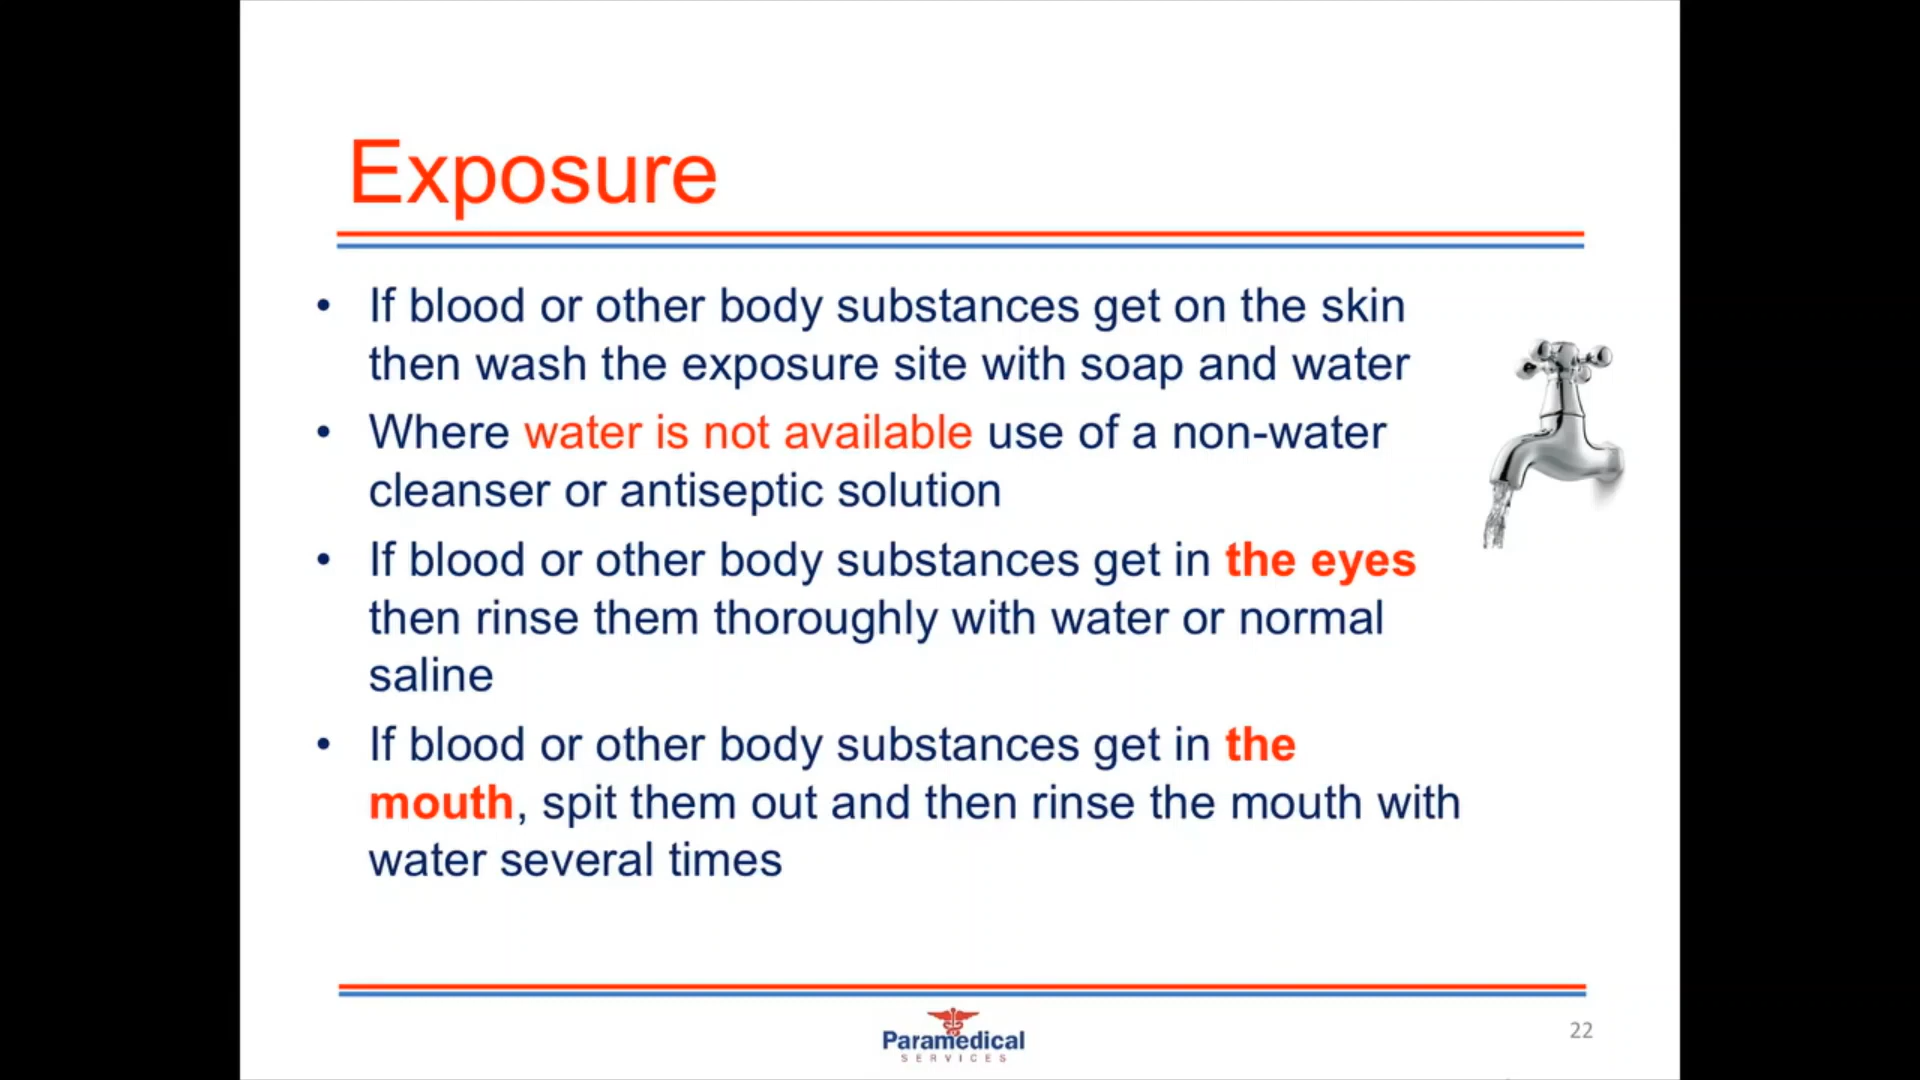 Exposure
• If blood or other body substances get on the skin
then wash the exposure site with soap and water
• Where water is not available use of a non-water
cleanser or antiseptic solution
• If blood or other body substances get in the eyes
then rinse them thoroughly with water or normal
saline
• If blood or other body substances get in the
mouth, spit them out and then rinse the mouth with
water several times
Paramedical
SERVICES
22